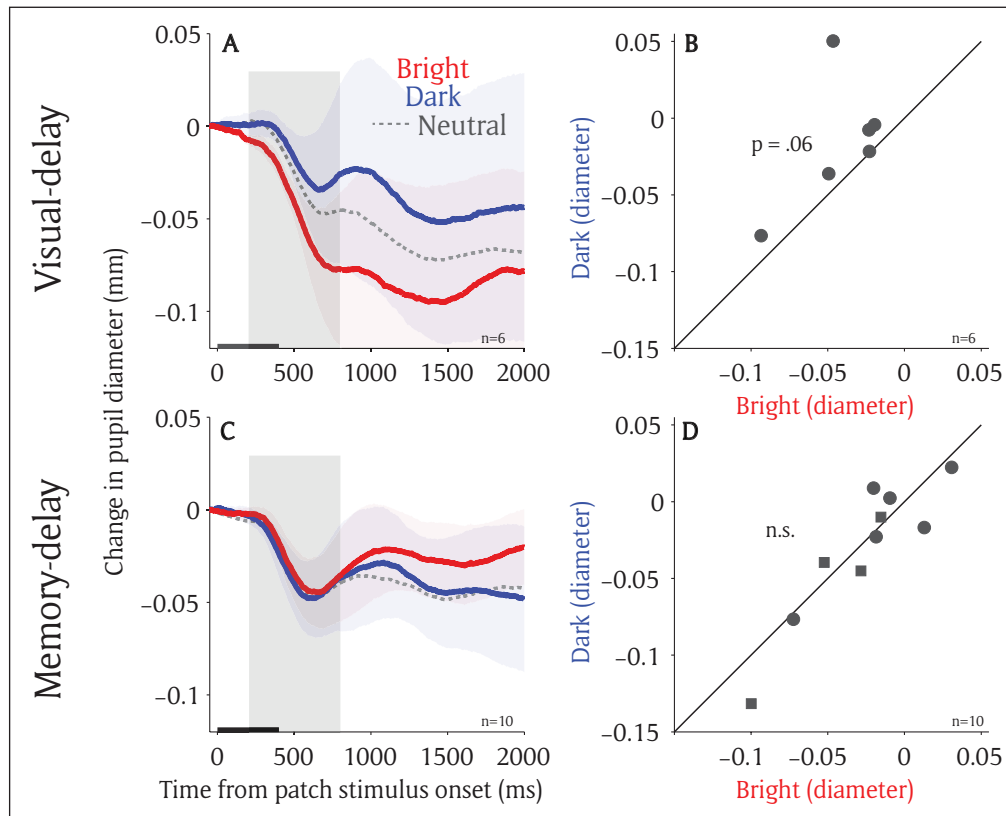 Visual-delay
Memory-delay
Change in pupil diameter (mm)
A
Bright
Dark
Neutral
0.05
0
−0.05
−0.1
0
500
1000
1500
2000
n=6
B
p = .06
Dark (diameter)
0.05
0
−0.05
−0.1
−0.15
−0.1
−0.05
0
0.05
n=6
Bright (diameter)
C
0.05
0
−0.05
−0.1
0
500
1000
1500
2000
n=10
Time from patch stimulus onset (ms)
D
n.s.
Dark (diameter)
0.05
0
−0.05
−0.1
−0.15
−0.1
−0.05
0
0.05
n=10
Bright (diameter)